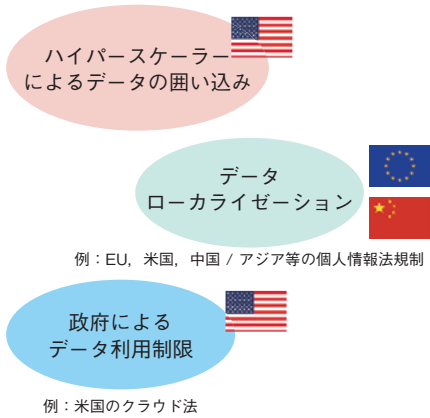 ハイパースケーラー
によるデータの囲い込み
データ
ローカライゼーション
例：EU，米国，中国 / アジア等の個人情報法規制
政府による
データ利用制限
例：米国のクラウド法